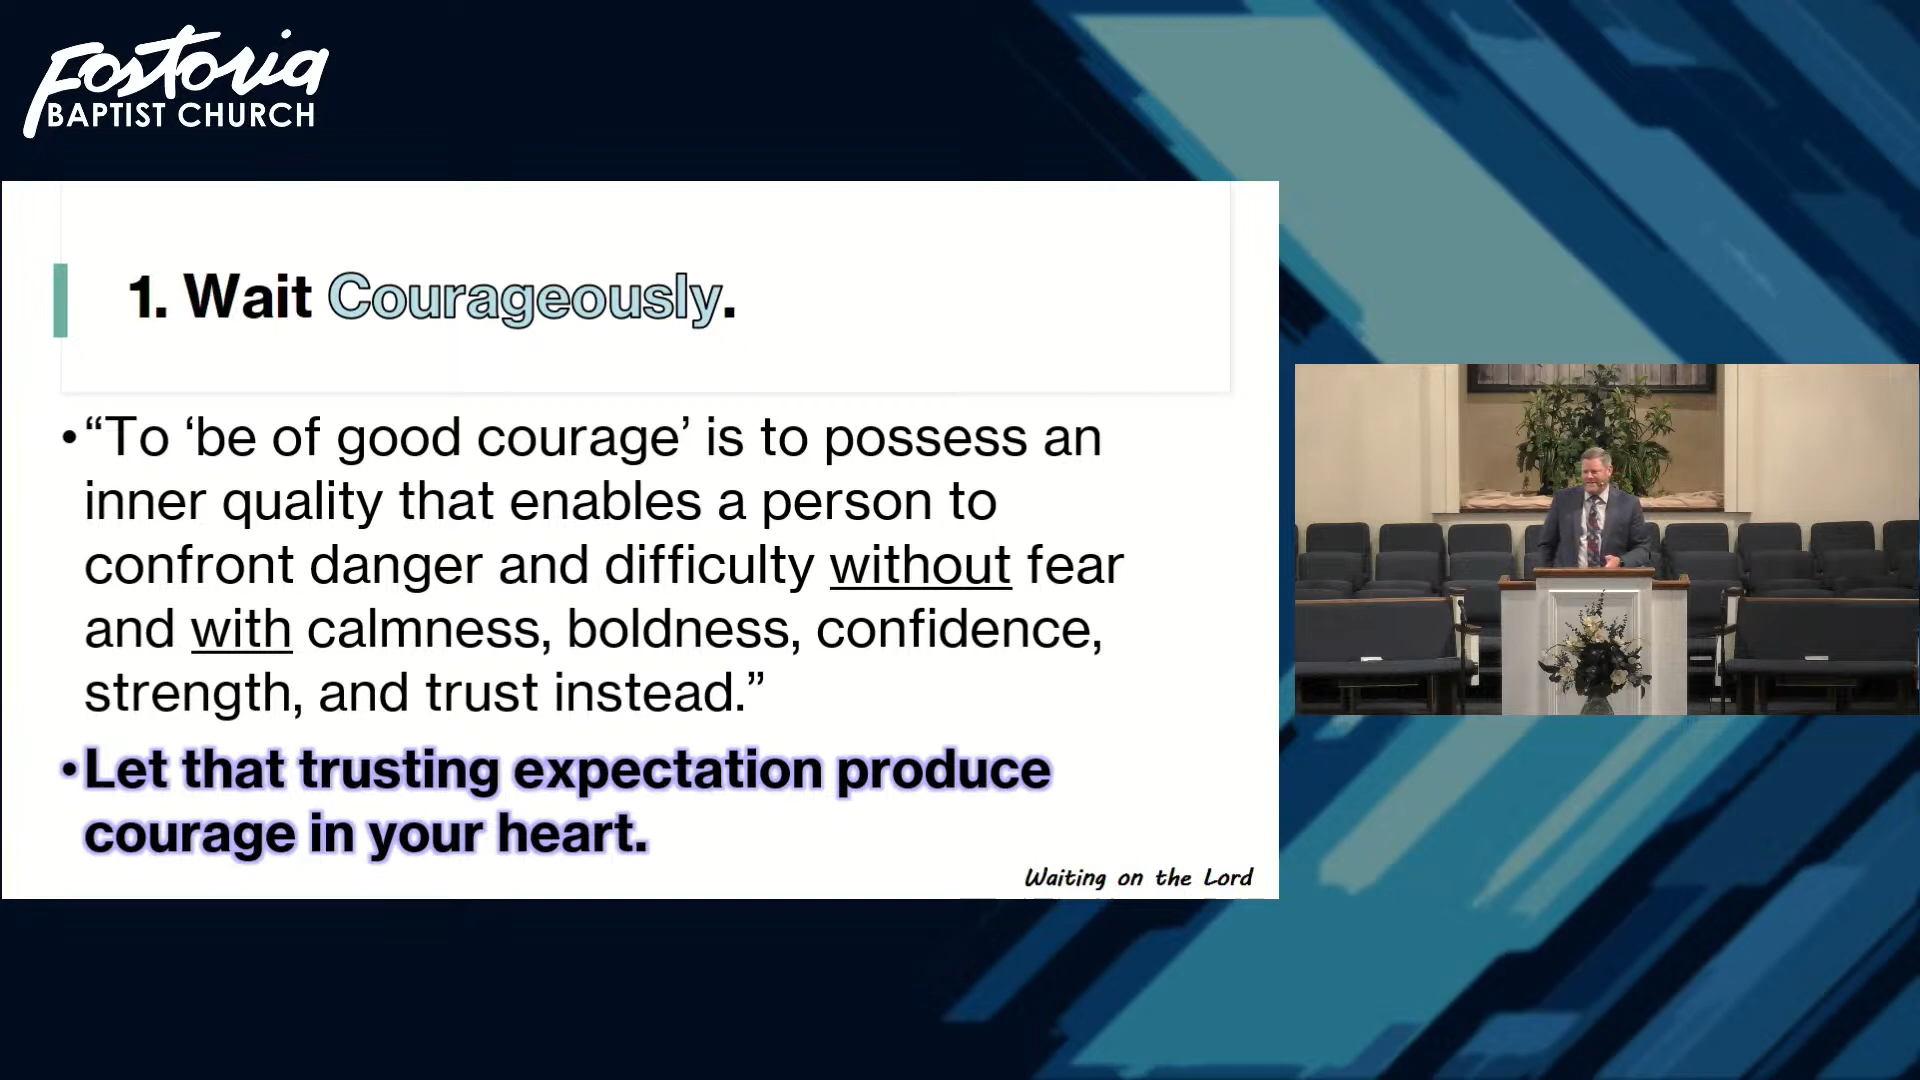 Fostoria
BAPTIST CHURCH
1. Wait Courageously.
•“To ‘be of good courage’ is to possess an
inner quality that enables a person to
confront danger and difficulty without fear
and with calmness, boldness, confidence,
strength, and trust instead.”
•Let that trusting expectation produce
courage in your heart.
Waiting on the Lord